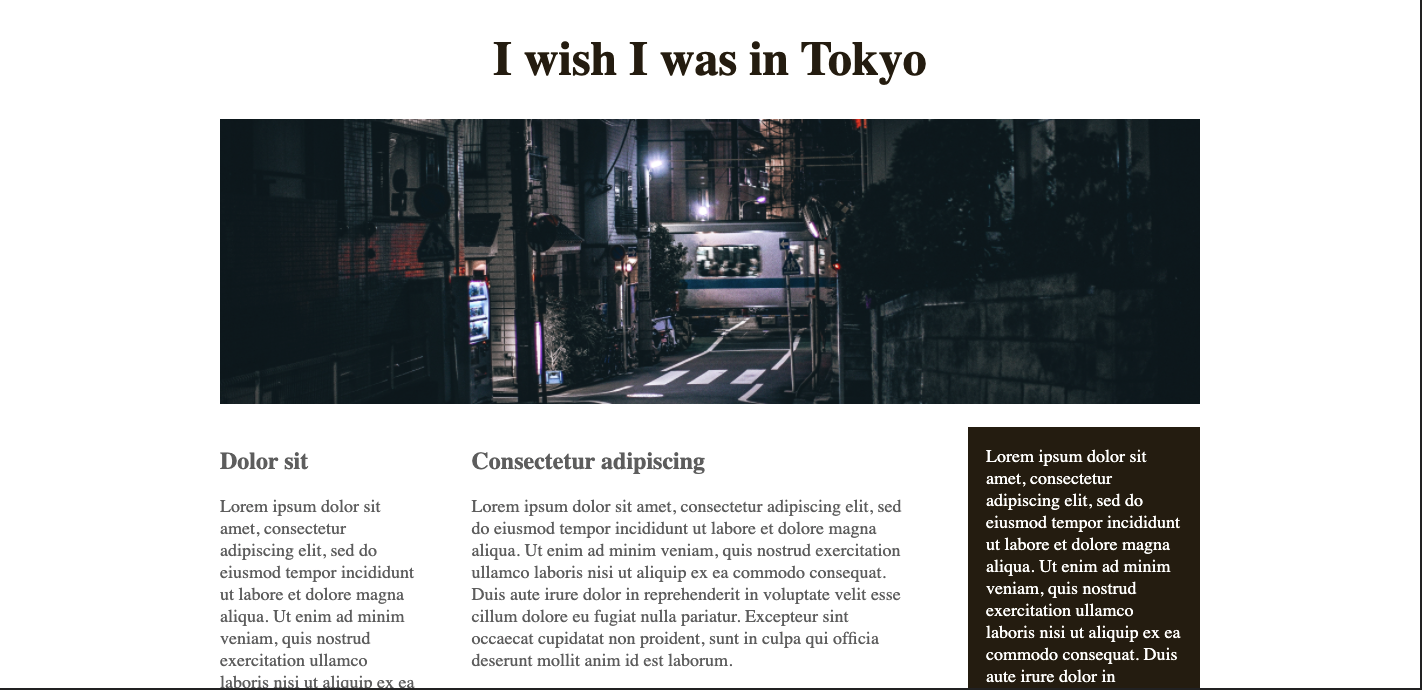 I wish I was in Tokyo
Dolor sit
Lorem ipsum dolor sit
amet, consectetur
adipiscing elit, sed do
eiusmod tempor incididunt
ut labore et dolore magna
aliqua. Ut enim ad minim
veniam, quis nostrud
exercitation ullamco
laboris nisi ut aliquip ex ea
Consectetur adipiscing
Lorem ipsum dolor sit amet, consectetur adipiscing elit, sed
do eiusmod tempor incididunt ut labore et dolore magna
aliqua. Ut enim ad minim veniam, quis nostrud exercitation
ullamco laboris nisi ut aliquip ex ea commodo consequat.
Duis aute irure dolor in reprehenderit in voluptate velit esse
cillum dolore eu fugiat nulla pariatur. Excepteur sint
occaecat cupidatat non proident, sunt in culpa qui officia
deserunt mollit anim id est laborum.
Lorem ipsum dolor sit
amet, consectetur
adipiscing elit, sed do
eiusmod tempor incididunt
ut labore et dolore magna
aliqua. Ut enim ad minim
veniam, quis nostrud
exercitation ullamco
laboris nisi ut aliquip ex ea
commodo consequat. Duis
aute irure dolor in